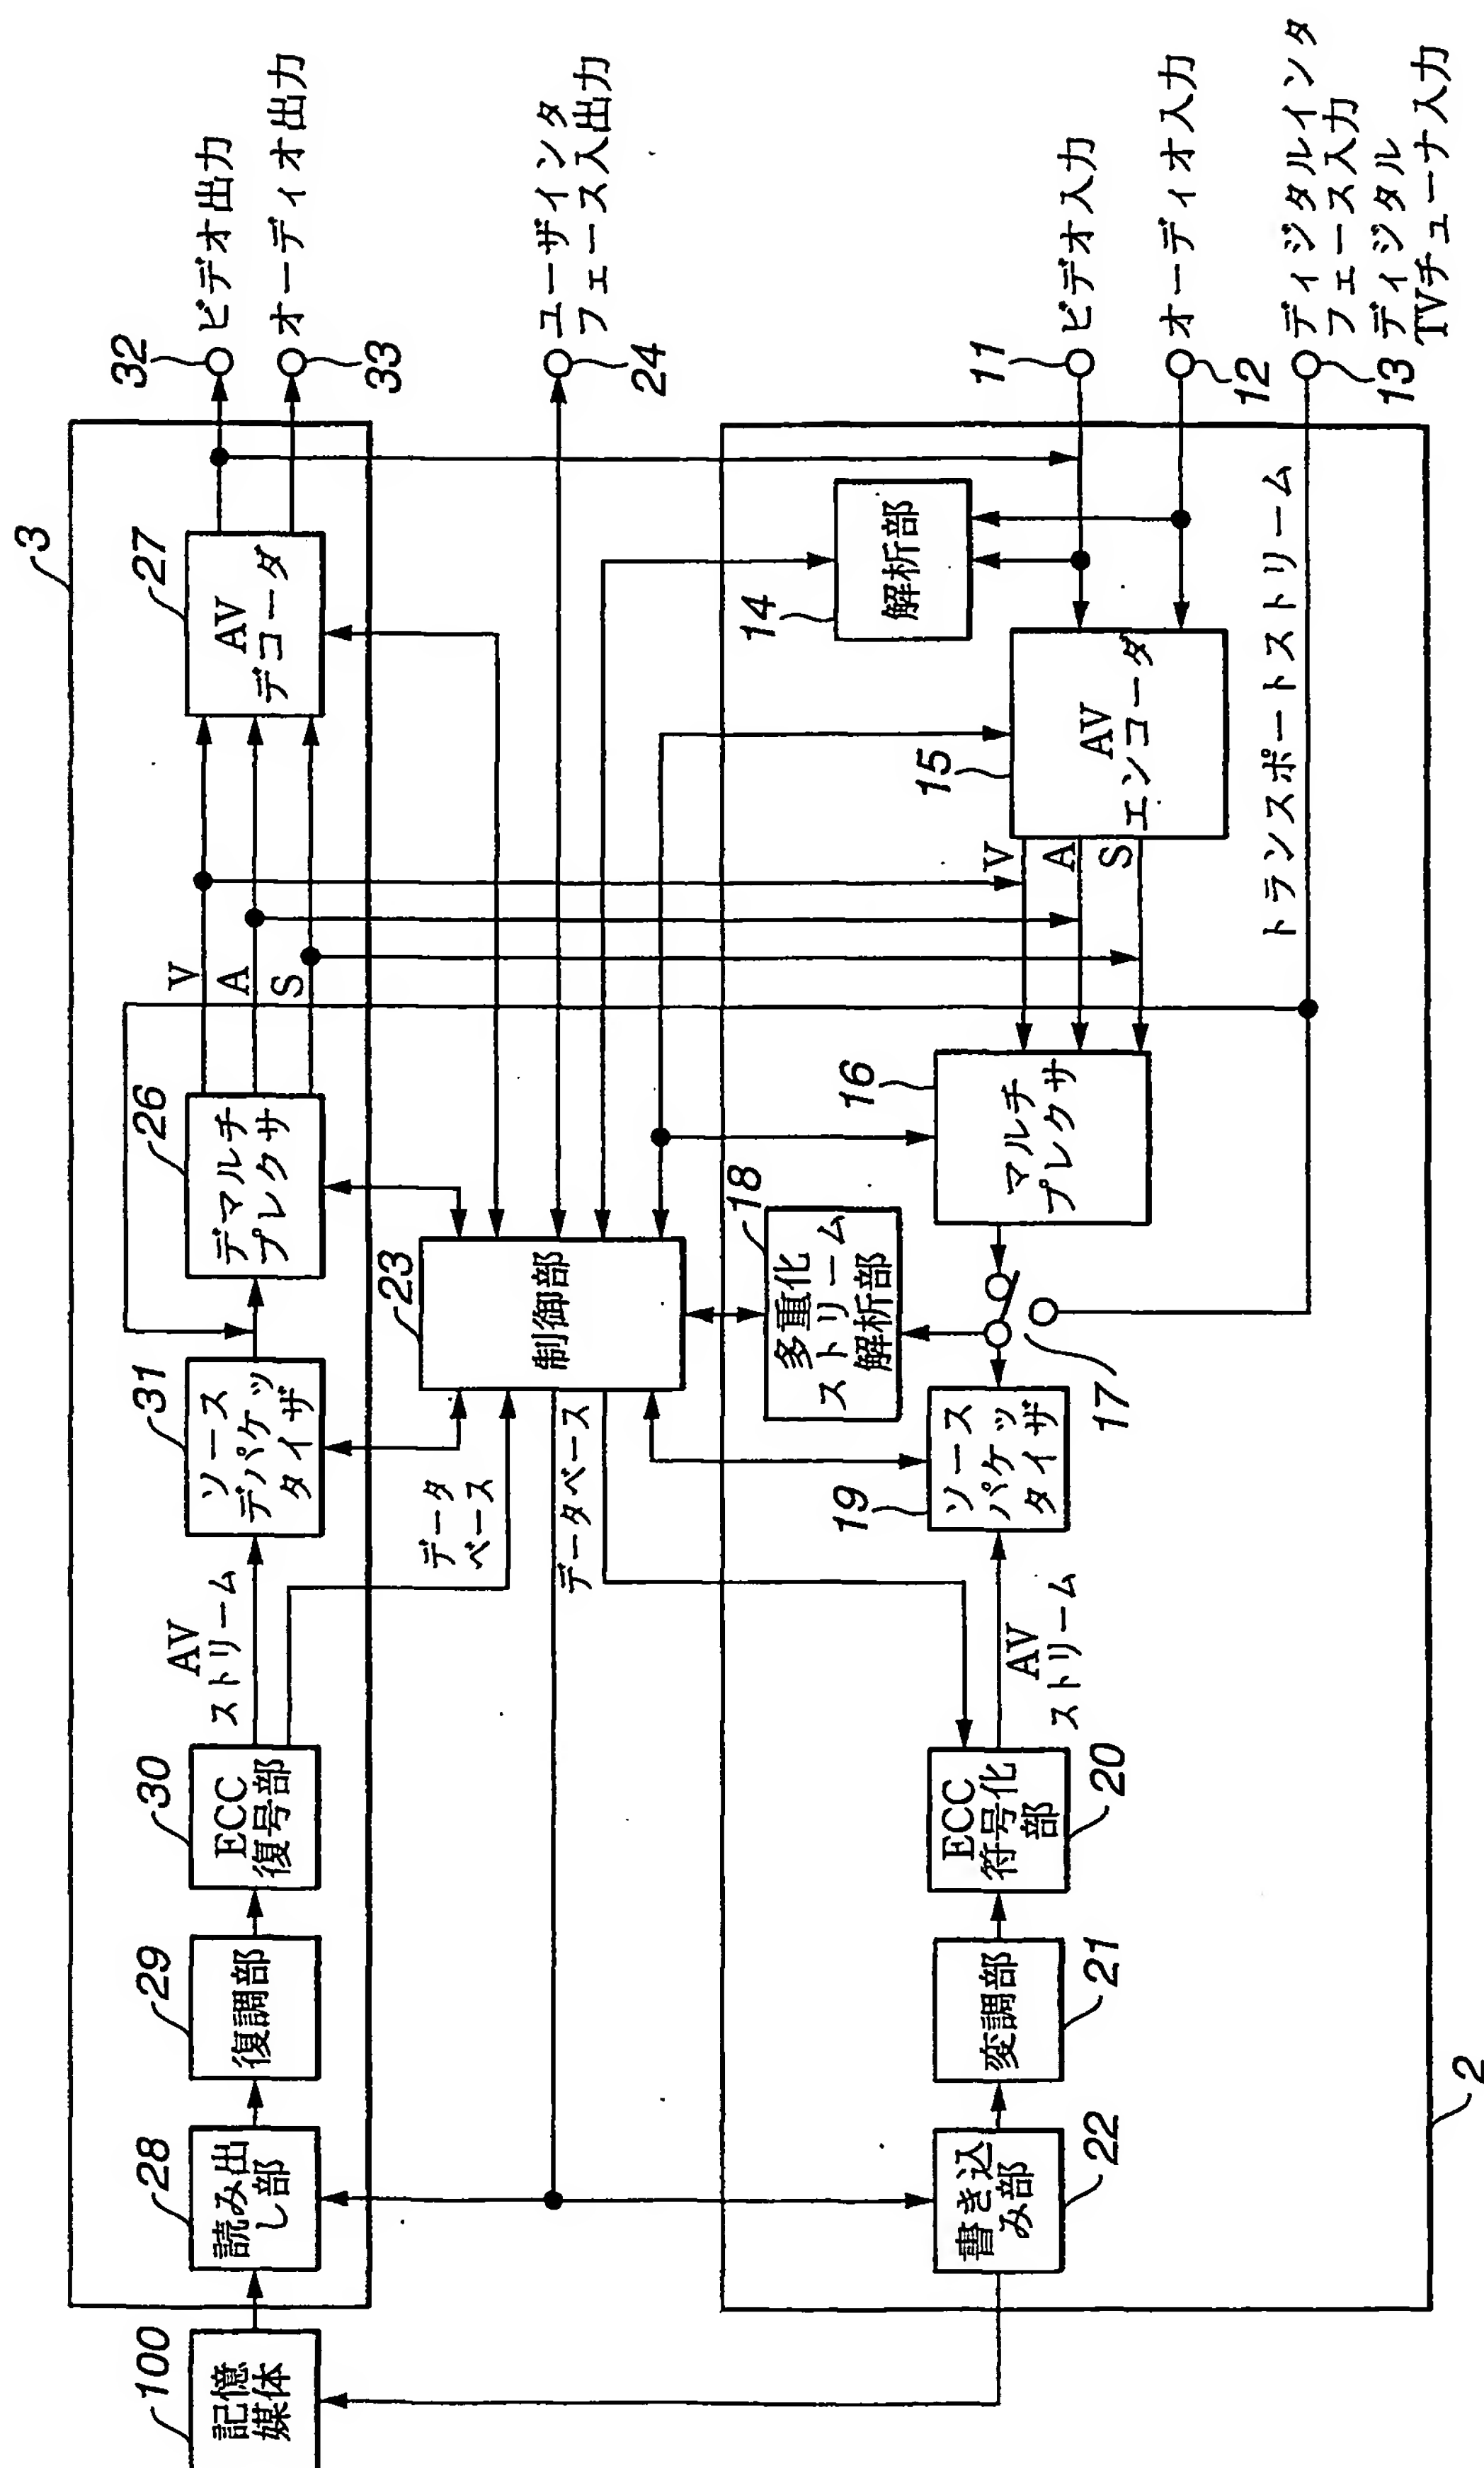 3
100
記憶
媒体
28
読み出
し部
29
復調部
30
ECC
復号部
AV
ストリーム
31
ソース
デパケッ
タイザ
26
デマルチ
プレクサ
V
A
S
27
AV
デコーダ
32
ビデオ出力
オーディオ出力
33
データ
ベース
データベース
23
制御部
ユーザインタ
フェース入出力
24
2
書き込
み部
22
変調部
21
ECC
符号化
部
20
AV
ストリーム
19
ソース
パケッ
タイザ
17
18
多重化
ストリーム
解析部
16
マルチ
プレクサ
V
A
S
15
AV
エンコーダ
14
解析部
トランスポートストリーム
11
ビデオ入力
12
オーディオ入力
13
ディジタルインタ
フェース入力
ディジタル
TVチューナ入力